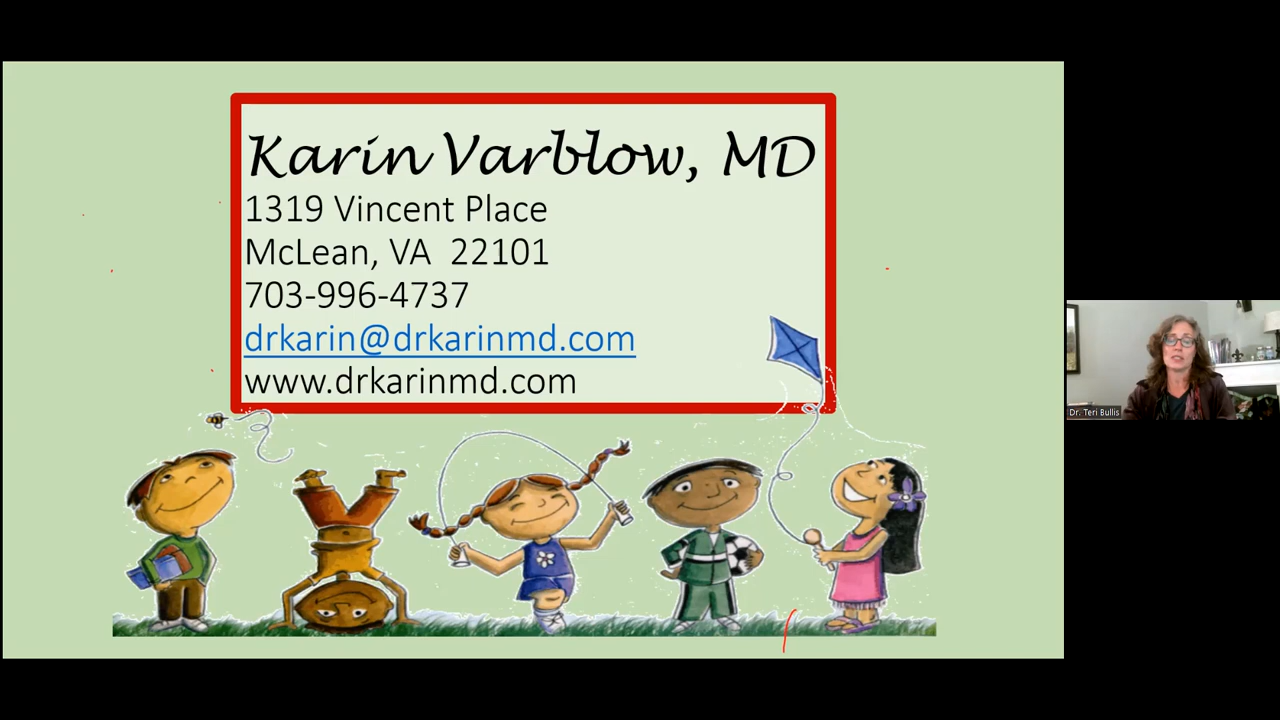 Karin Varblow, MD
1319 Vincent Place
McLean, VA  22101
703-996-4737
drkarin@drkarinmd.com
www.drkarinmd.com
Dr. Teri Bullis